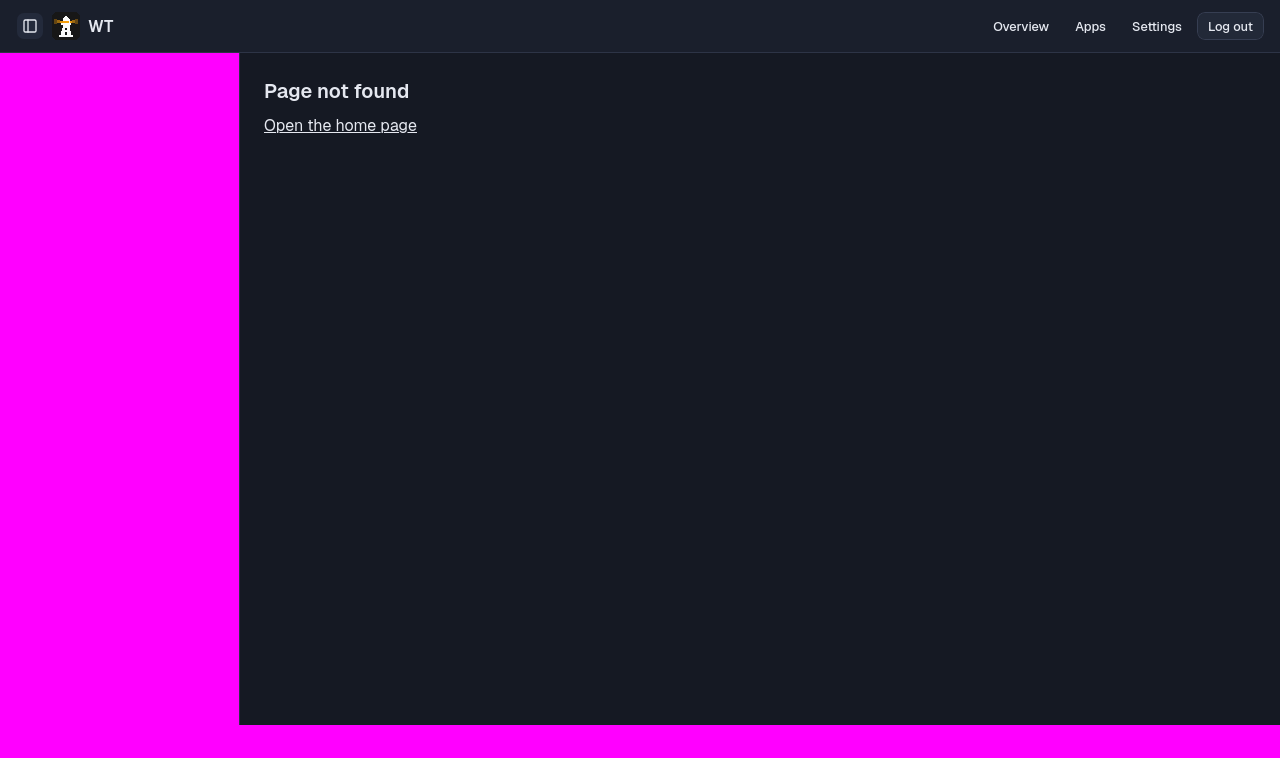 WT
Overview
Apps
Settings
Log out
Page not found
Open the home page